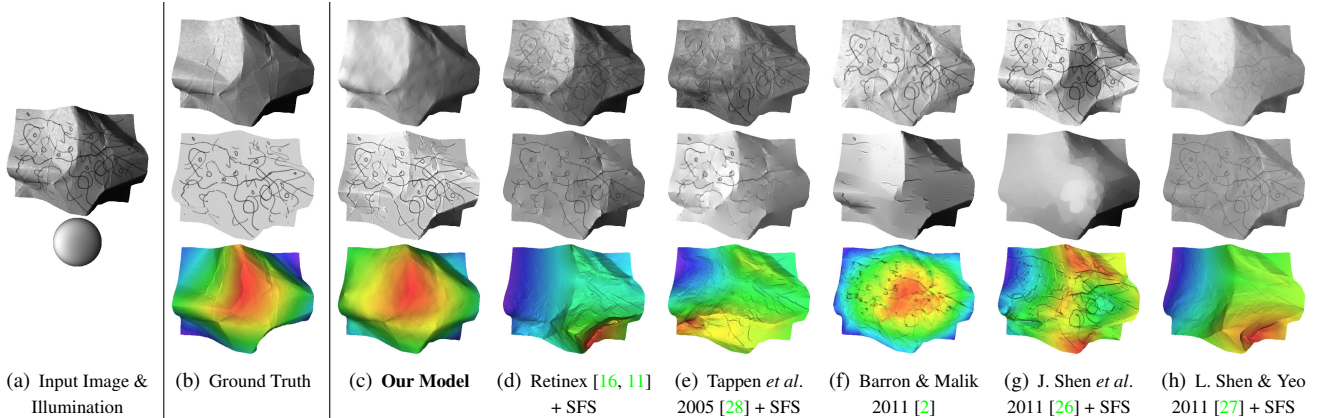 (a) Input Image &
Illumination
(b) Ground Truth
(c) Our Model
(d) Retinex [16, 11]
+ SFS
(e) Tappen et al.
2005 [28] + SFS
(f) Barron & Malik
2011 [2]
(g) J. Shen et al.
2011 [26] + SFS
(h) L. Shen & Yeo
2011 [27] + SFS